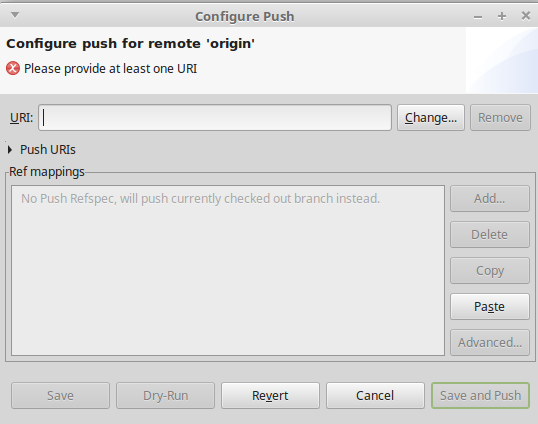 Configure Push
Configure push for remote 'origin'
Please provide at least one URI
URI:
Change...
Remove
Push URIs
Ref mappings
No Push Refspec, will push currently checked out branch instead.
Add...
Delete
Copy
Paste
Advanced...
Save
Dry-Run
Revert
Cancel
Save and Push